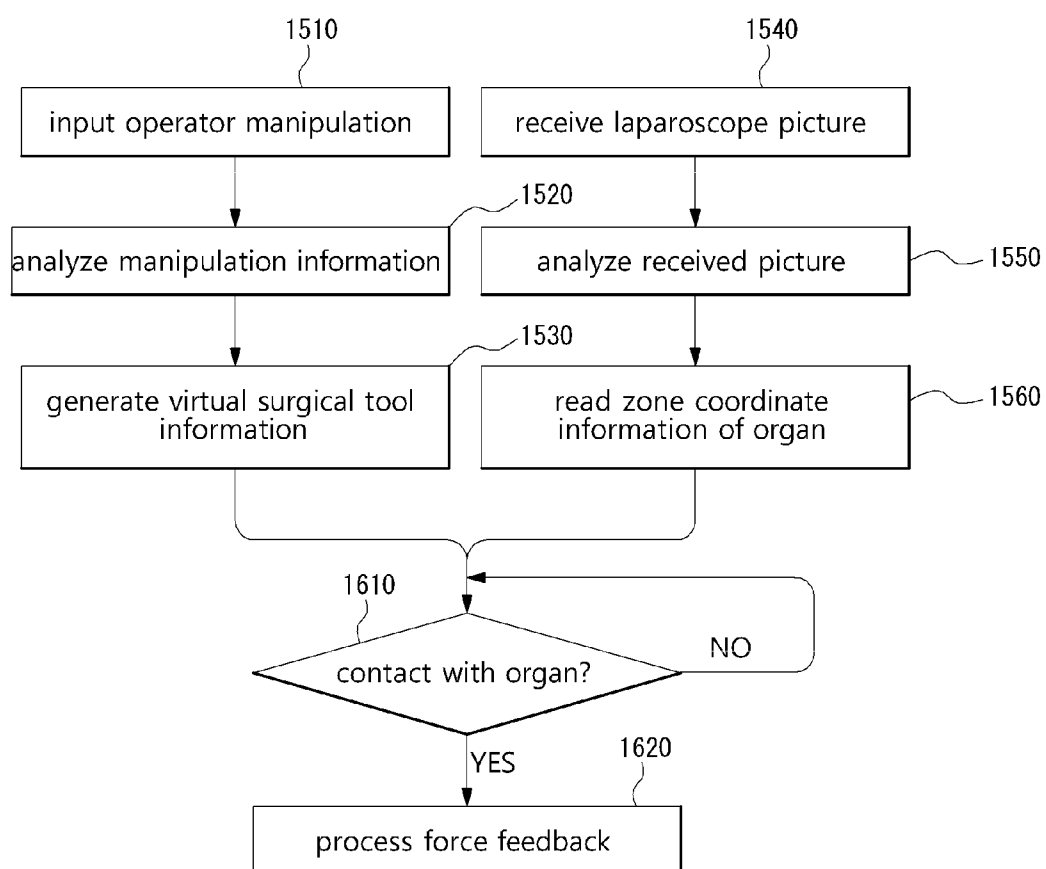 1510
1540
input operator manipulation
receive laparoscope picture
1520
analyze manipulation information
analyze received picture
1550
1530
generate virtual surgical tool
information
read zone coordinate
information of organ
1560
1610
contact with organ?
NO
YES
1620
process force feedback